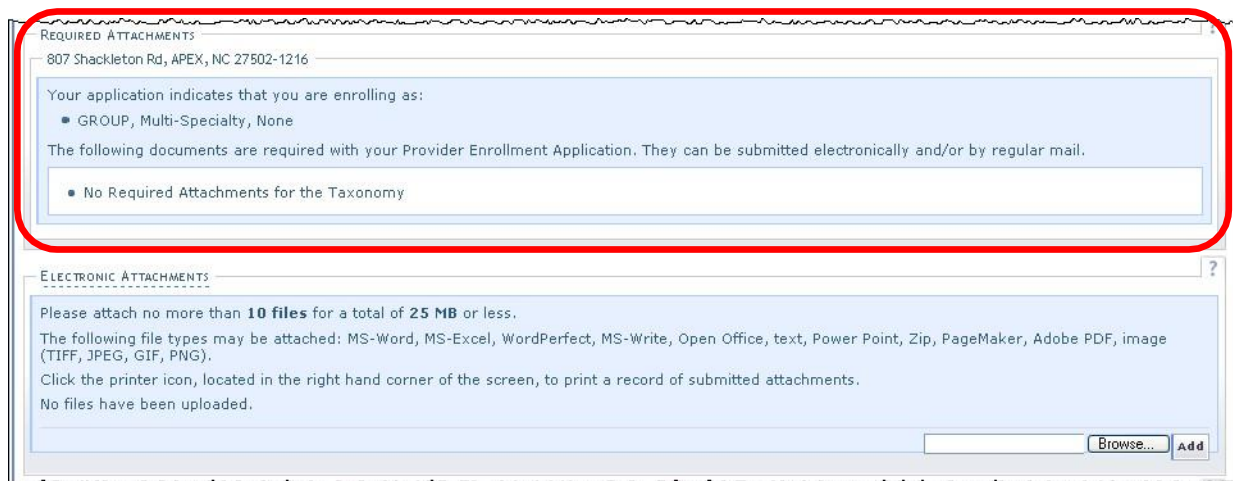 REQUIRED ATTACHMENTS
?
807 Shackleton Rd, APEX, NC 27502-1216
Your application indicates that you are enrolling as:
• GROUP, Multi-Specialty, None
The following documents are required with your Provider Enrollment Application. They can be submitted electronically and/or by regular mail.
• No Required Attachments for the Taxonomy
ELECTRONIC ATTACHMENTS
?
Please attach no more than 10 files for a total of 25 MB or less.
The following file types may be attached: MS-Word, MS-Excel, WordPerfect, MS-Write, Open Office, text, Power Point, Zip, PageMaker, Adobe PDF, image
(TIFF, JPEG, GIF, PNG).
Click the printer icon, located in the right hand corner of the screen, to print a record of submitted attachments.
No files have been uploaded.
Browse... Add